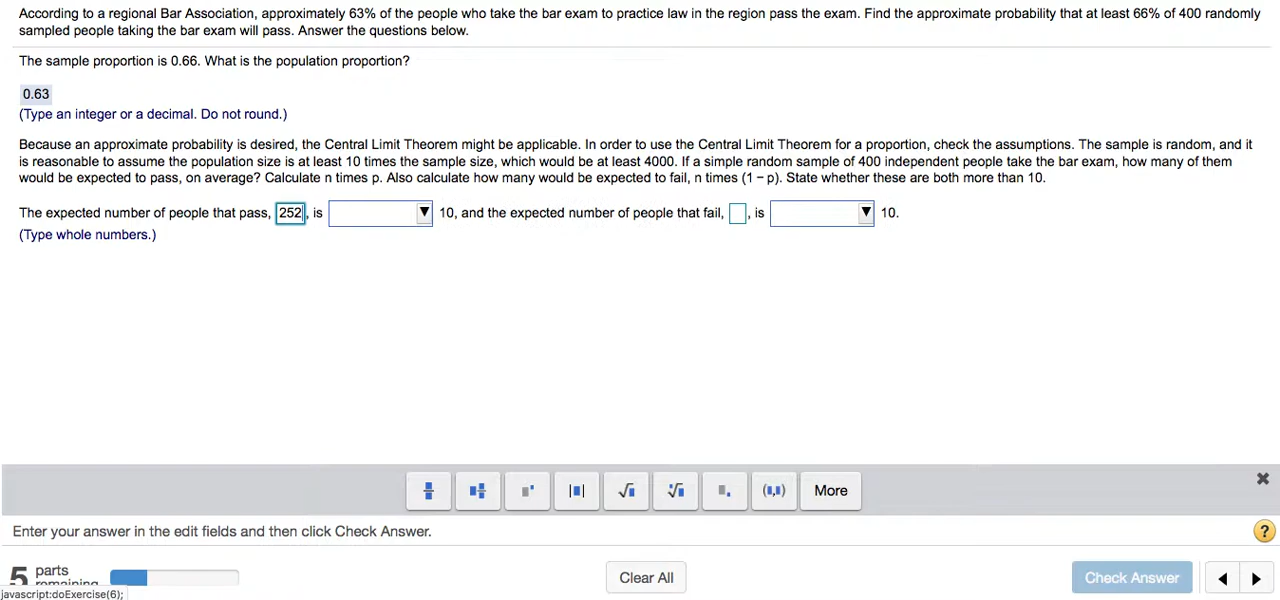 According to a regional Bar Association, approximately 63% of the people who take the bar exam to practice law in the region pass the exam. Find the approximate probability that at least 66% of 400 randomly
sampled people taking the bar exam will pass. Answer the questions below.
The sample proportion is 0.66. What is the population proportion?
0.63
(Type an integer or a decimal. Do not round.)
Because an approximate probability is desired, the Central Limit Theorem might be applicable. In order to use the Central Limit Theorem for a proportion, check the assumptions. The sample is random, and it
is reasonable to assume the population size is at least 10 times the sample size, which would be at least 4000. If a simple random sample of 400 independent people take the bar exam, how many of them
would be expected to pass, on average? Calculate n times p. Also calculate how many would be expected to fail, n times (1 − p). State whether these are both more than 10.
The expected number of people that pass, 252, is ▼ 10, and the expected number of people that fail, , is ▼ 10.
(Type whole numbers.)
More
Enter your answer in the edit fields and then click Check Answer.
?
5 parts
remaining
Clear All
Check Answer
javascript:doExercise(6);